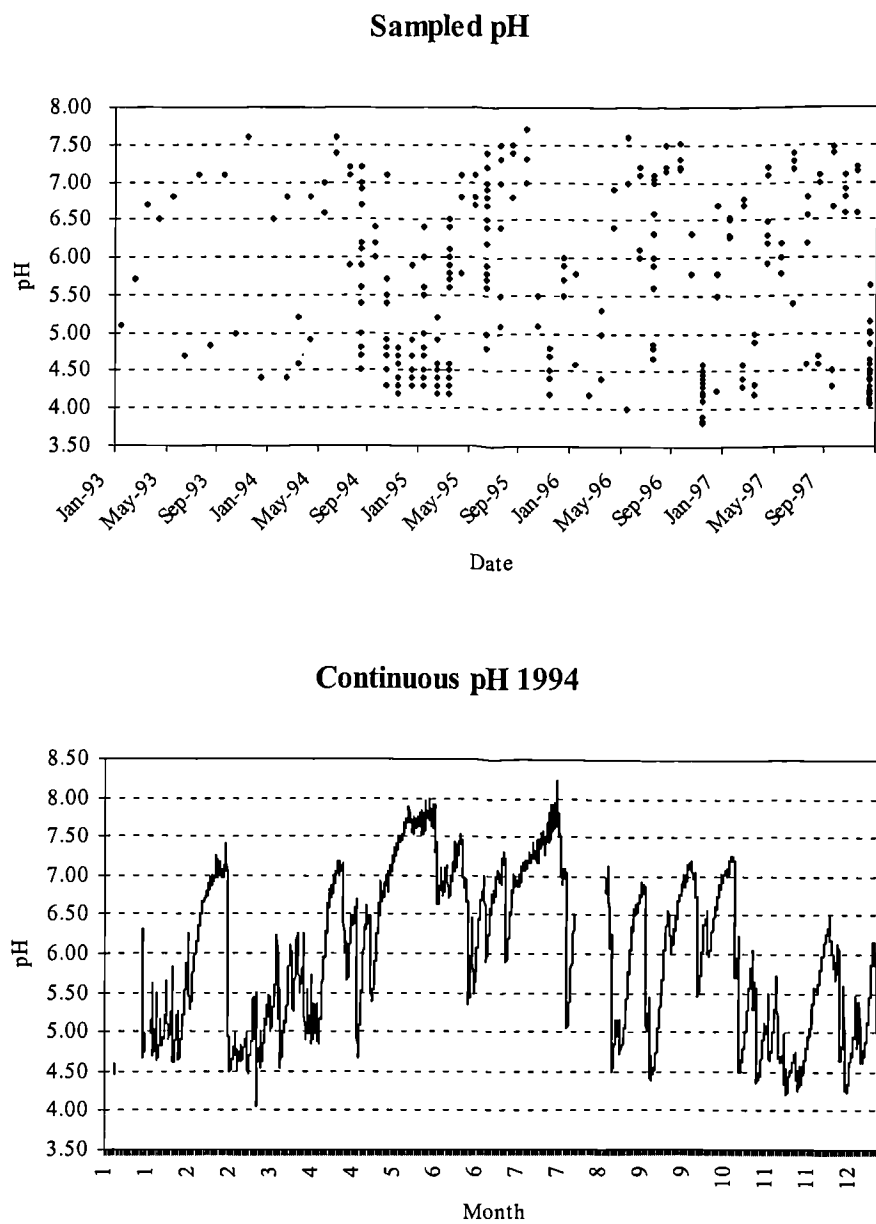 Sampled pH
8.00
7.50
7.00
6.50
6.00
5.50
5.00
4.50
4.00
3.50
pH
Jan-93 May-93 Sep-93 Jan-94 May-94 Sep-94 Jan-95 May-95 Sep-95 Jan-96 May-96 Sep-96 Jan-97 May-97 Sep-97
Date
Continuous pH 1994
8.50
8.00
7.50
7.00
6.50
6.00
5.50
5.00
4.50
4.00
3.50
pH
1 1 2 2 3 4 4 5 6 6 7 7 8 9 9 10 11 11 12
Month